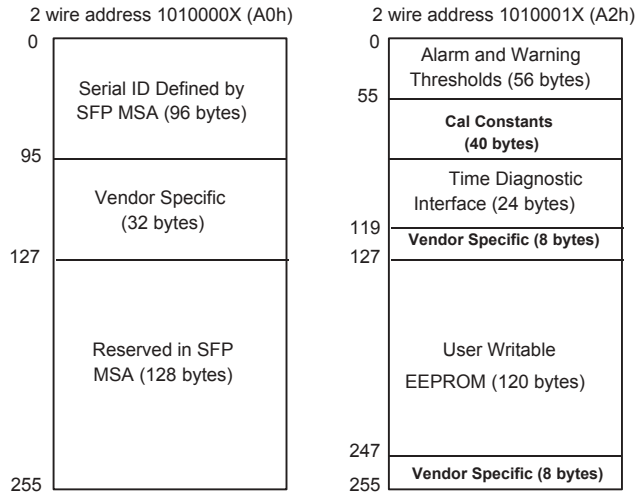 2 wire address 1010000X (A0h)
0
Serial ID Defined by
SFP MSA (96 bytes)
95
Vendor Specific
(32 bytes)
127
Reserved in SFP
MSA (128 bytes)
255
2 wire address 1010001X (A2h)
0
Alarm and Warning
Thresholds (56 bytes)
55
Cal Constants
(40 bytes)
Time Diagnostic
Interface (24 bytes)
119
Vendor Specific (8 bytes)
127
User Writable
EEPROM (120 bytes)
247
Vendor Specific (8 bytes)
255